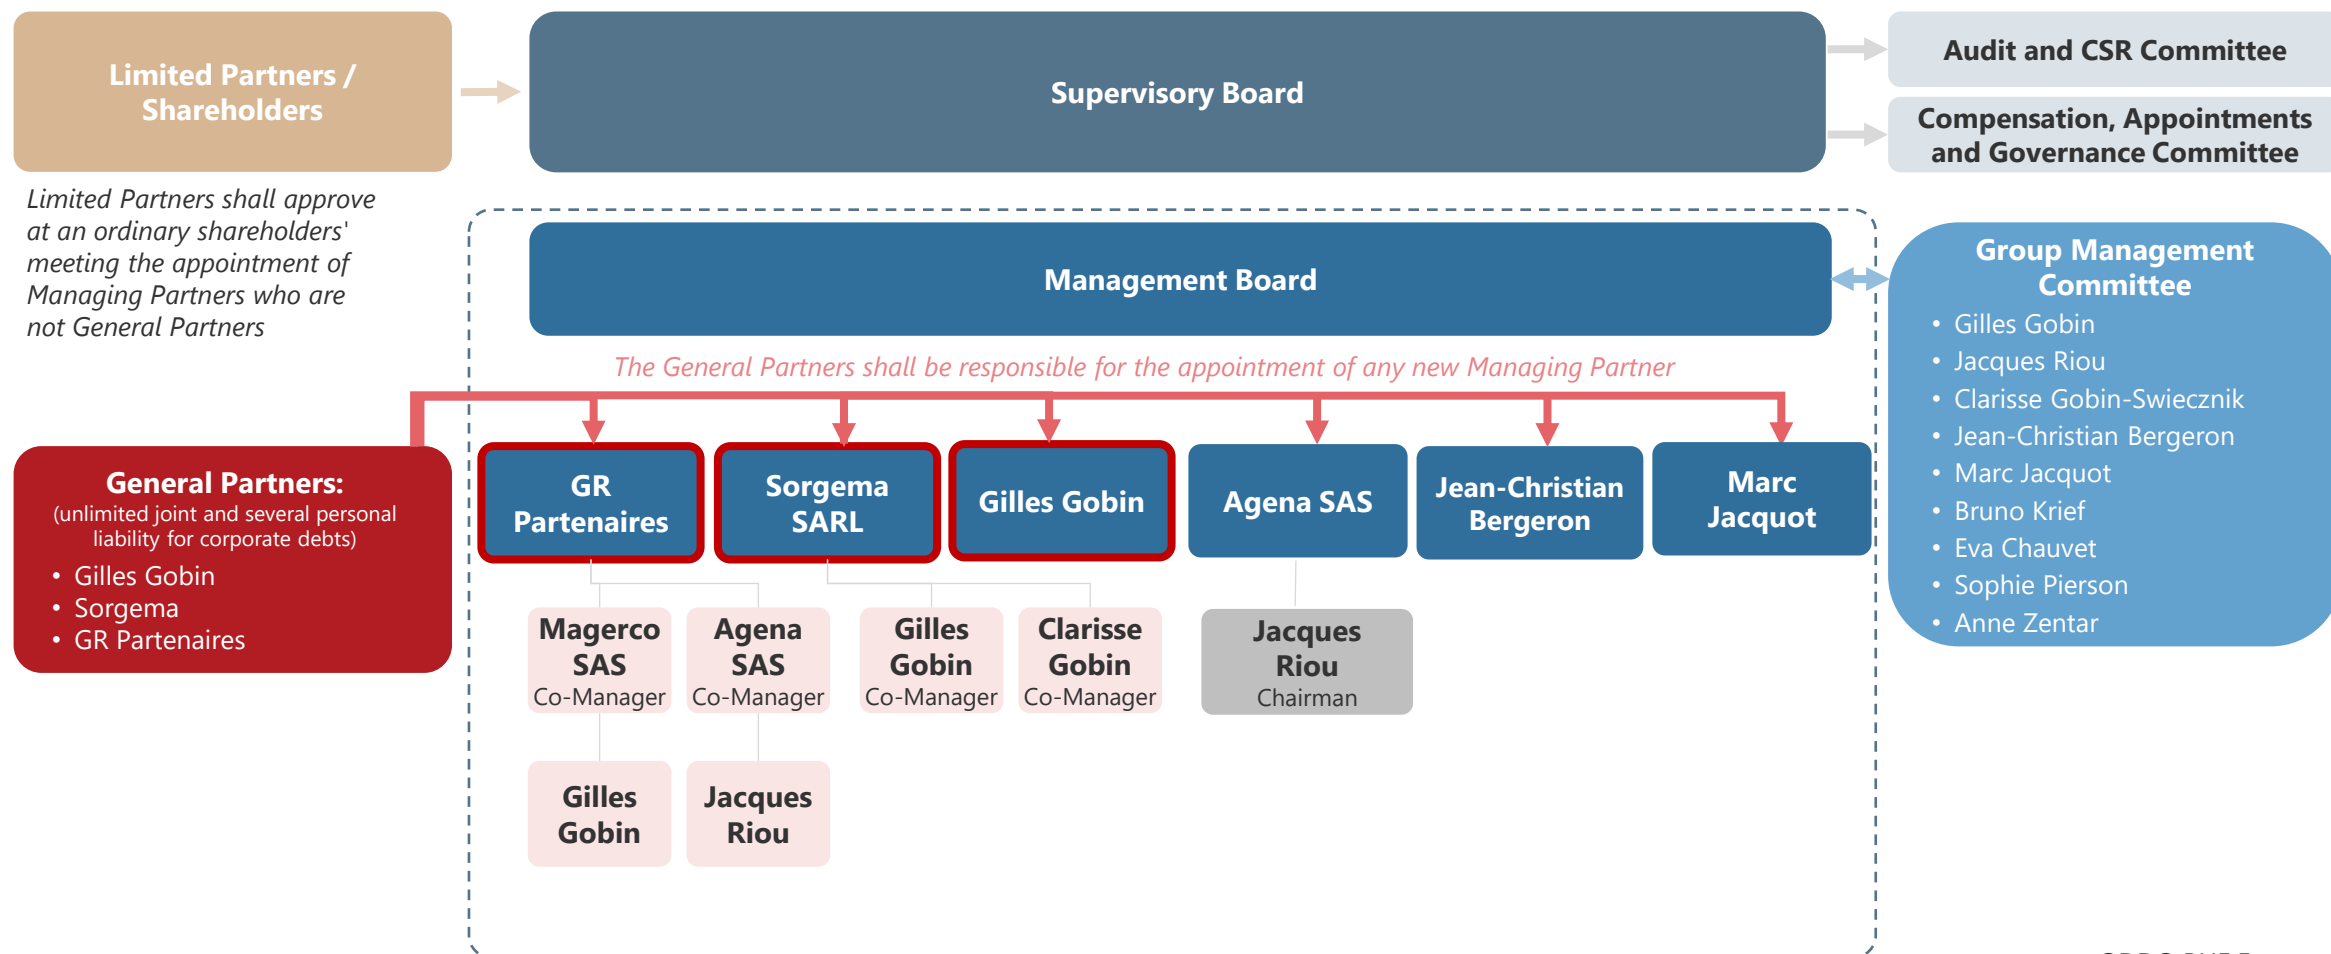 Limited Partners /
Shareholders
Supervisory Board
Audit and CSR Committee
Compensation, Appointments
and Governance Committee
Limited Partners shall approve
at an ordinary shareholders'
meeting the appointment of
Managing Partners who are
not General Partners
Management Board
Group Management
Committee
• Gilles Gobin
• Jacques Riou
• Clarisse Gobin-Swiecznik
• Jean-Christian Bergeron
• Marc Jacquot
• Bruno Krief
• Eva Chauvet
• Sophie Pierson
• Anne Zentar
The General Partners shall be responsible for the appointment of any new Managing Partner
General Partners:
(unlimited joint and several personal
liability for corporate debts)
• Gilles Gobin
• Sorgema
• GR Partenaires
GR
Partenaires
Sorgema
SARL
Gilles Gobin
Agena SAS
Jean-Christian
Bergeron
Marc
Jacquot
Magerco
SAS
Co-Manager
Agena
SAS
Co-Manager
Gilles
Gobin
Co-Manager
Clarisse
Gobin
Co-Manager
Jacques
Riou
Chairman
Gilles
Gobin
Jacques
Riou